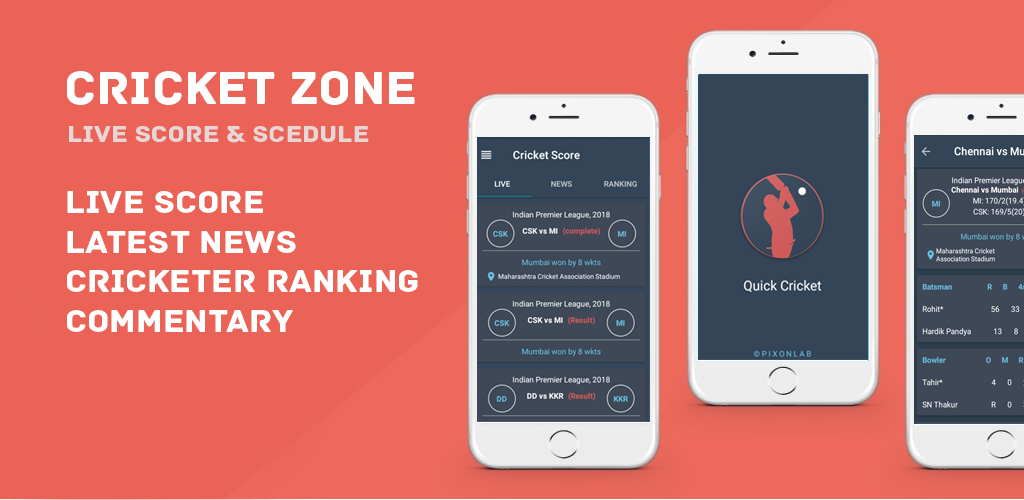 CRICKET ZONE
LIVE SCORE & SCEDULE
LIVE SCORE
LATEST NEWS
CRICKETER RANKING
COMMENTARY
Cricket Score
LIVE NEWS RANKING
Indian Premier League, 2018
CSK CSK vs MI (complete) MI
Mumbai won by 8 wkts
Maharashtra Cricket Association Stadium
Indian Premier League, 2018
CSK CSK vs MI (Result) MI
Mumbai won by 8 wkts
Indian Premier League, 2018
DD DD vs KKR (Result) KKR
Quick Cricket
©PIXONLAB
Chennai vs Mu
Indian Premier Leagu
Chennai vs Mumbai
MI MI: 170/2(19.4
CSK: 169/5(20)
Mumbai won by 8
Maharashtra Cricket
Association Stadium
Batsman R B 4s
Rohit* 56 33
Hardik Pandya 13 8
Bowler O M R
Tahir* 4 0
SN Thakur R 0